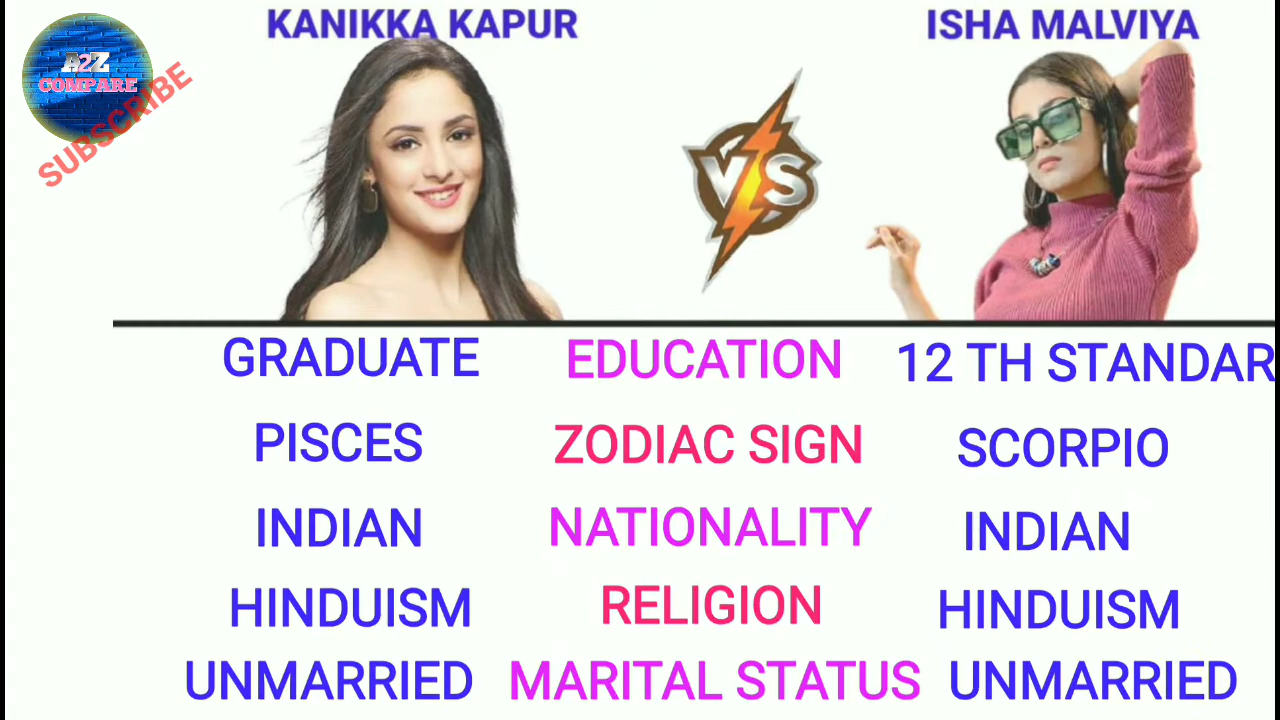 KANIKKA KAPUR
ISHA MALVIYA
A2Z
COMPARE
SUBSCRIBE
VS
GRADUATE EDUCATION 12 TH STANDAR
PISCES ZODIAC SIGN SCORPIO
INDIAN NATIONALITY INDIAN
HINDUISM RELIGION HINDUISM
UNMARRIED MARITAL STATUS UNMARRIED